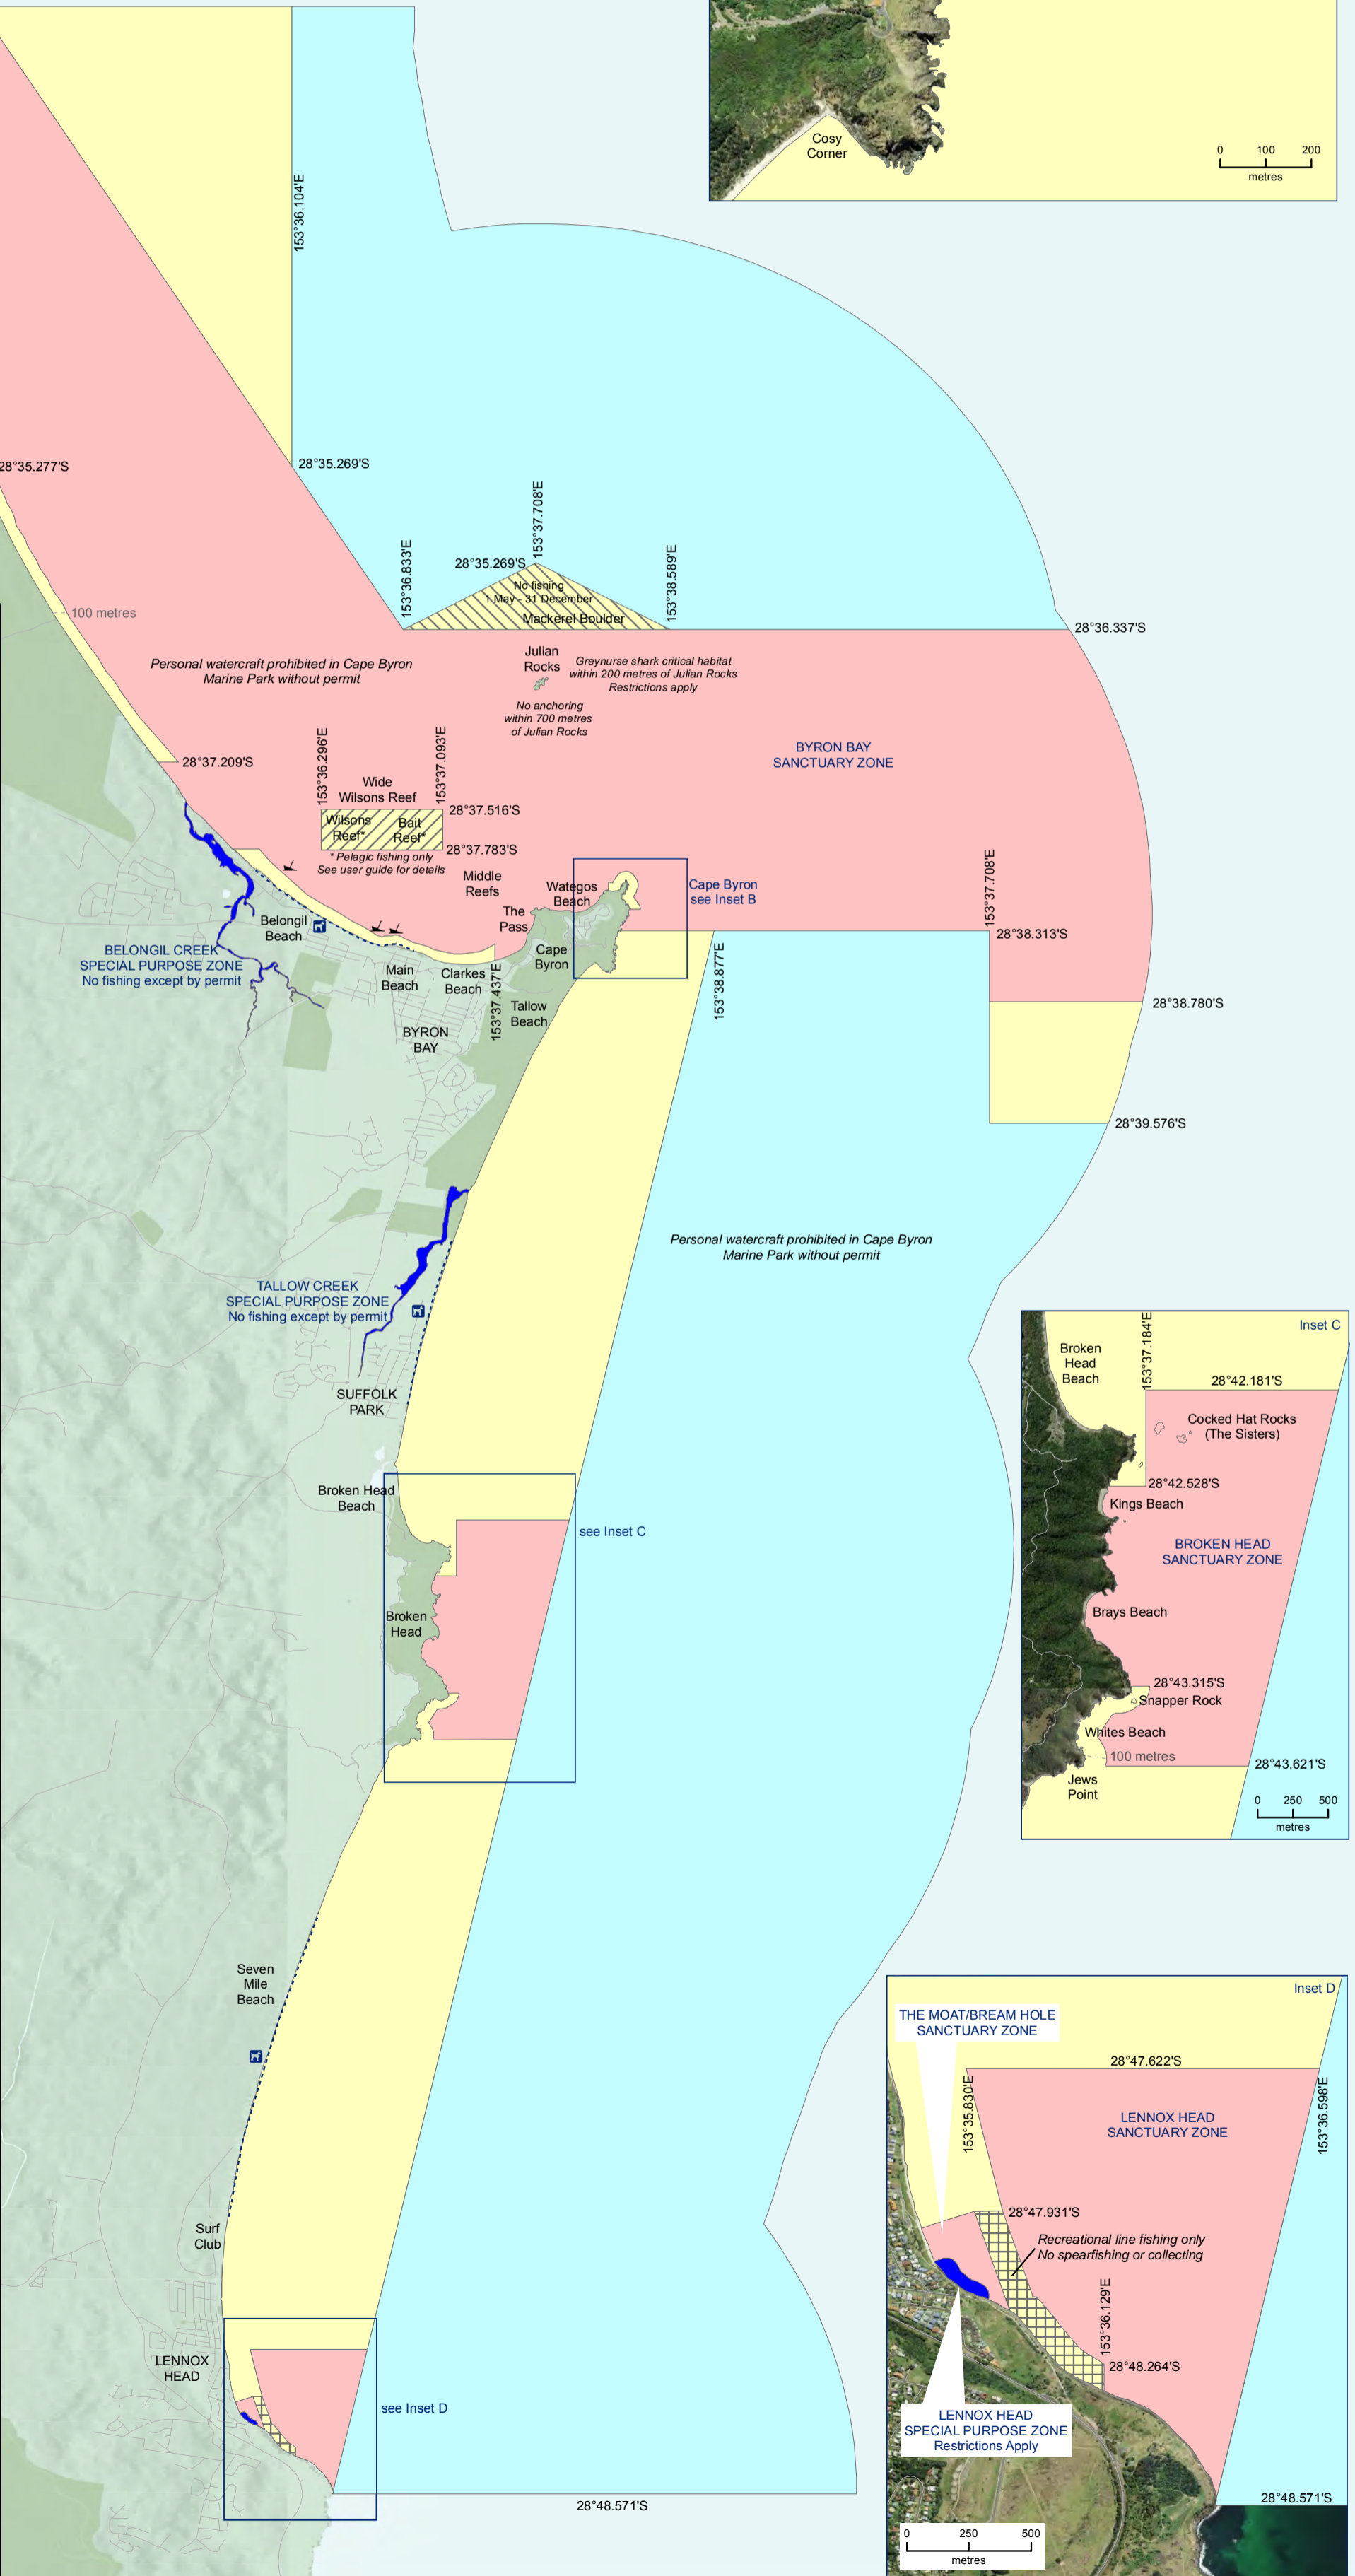 Cosy
Corner
0 100 200
metres
153°36.104'E
28°35.277'S
28°35.269'S
153°36.833'E
28°35.269'S
153°37.708'E
153°38.589'E
No fishing
1 May - 31 December
Mackerel Boulder
28°36.337'S
100 metres
Personal watercraft prohibited in Cape Byron
Marine Park without permit
Julian
Rocks
Greynurse shark critical habitat
within 200 metres of Julian Rocks
Restrictions apply
No anchoring
within 700 metres
of Julian Rocks
BYRON BAY
SANCTUARY ZONE
28°37.209'S
153°36.296'E
153°37.093'E
Wide
Wilsons Reef
28°37.516'S
Wilsons
Reef*
Bait
Reef*
28°37.783'S
* Pelagic fishing only
See user guide for details
Middle
Reefs
Wategos
Beach
Cape Byron
see Inset B
The
Pass
153°37.708'E
28°38.313'S
Belongil
Beach
BELONGIL CREEK
SPECIAL PURPOSE ZONE
No fishing except by permit
Cape
Byron
Main
Beach
Clarkes
Beach
153°37.437'E
153°38.877'E
Tallow
Beach
28°38.780'S
BYRON
BAY
28°39.576'S
Personal watercraft prohibited in Cape Byron
Marine Park without permit
TALLOW CREEK
SPECIAL PURPOSE ZONE
No fishing except by permit
SUFFOLK
PARK
Broken Head
Beach
see Inset C
Broken
Head
Inset C
Broken
Head
Beach
153°37.184'E
28°42.181'S
Cocked Hat Rocks
(The Sisters)
28°42.528'S
Kings Beach
BROKEN HEAD
SANCTUARY ZONE
Brays Beach
28°43.315'S
Snapper Rock
Whites Beach
100 metres
28°43.621'S
Jews
Point
0 250 500
metres
Seven
Mile
Beach
Surf
Club
LENNOX
HEAD
see Inset D
28°48.571'S
Inset D
THE MOAT/BREAM HOLE
SANCTUARY ZONE
28°47.622'S
153°35.830'E
153°36.598'E
LENNOX HEAD
SANCTUARY ZONE
28°47.931'S
Recreational line fishing only
No spearfishing or collecting
153°36.129'E
28°48.264'S
LENNOX HEAD
SPECIAL PURPOSE ZONE
Restrictions Apply
28°48.571'S
0 250 500
metres